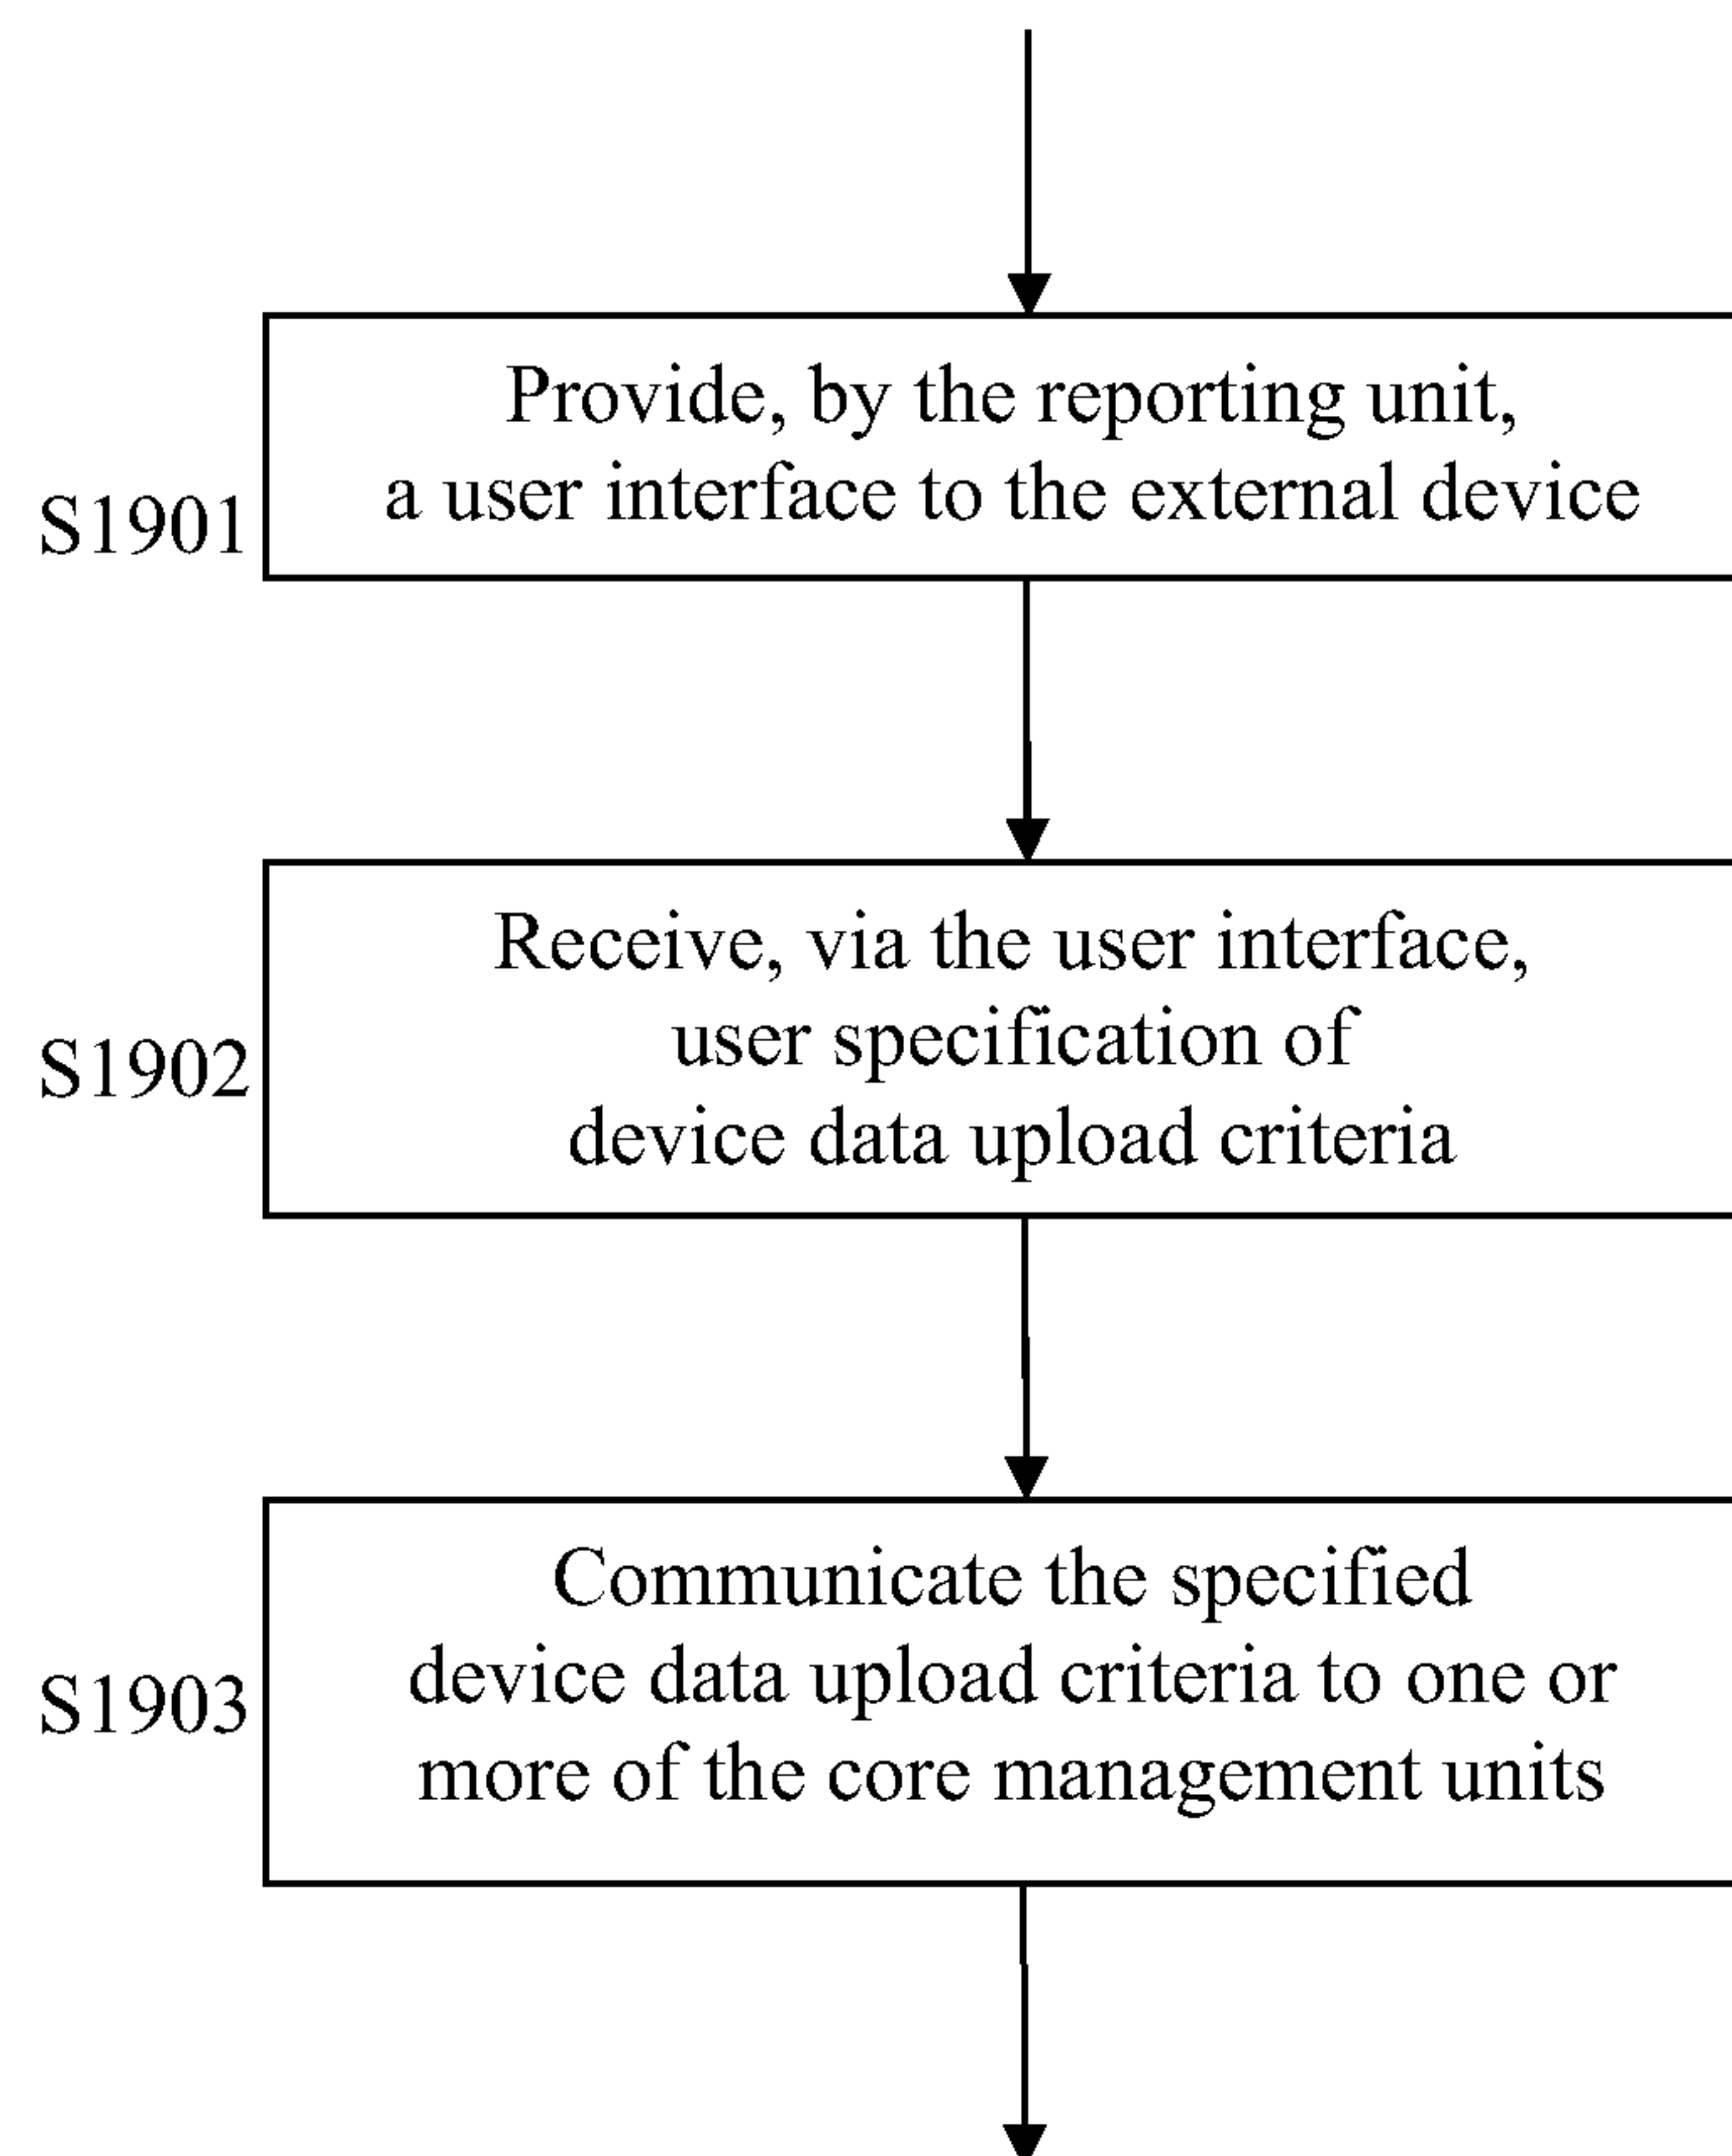 Provide, by the reporting unit,
a user interface to the external device
S1901
Receive, via the user interface,
user specification of
device data upload criteria
S1902
Communicate the specified
device data upload criteria to one or
more of the core management units
S1903